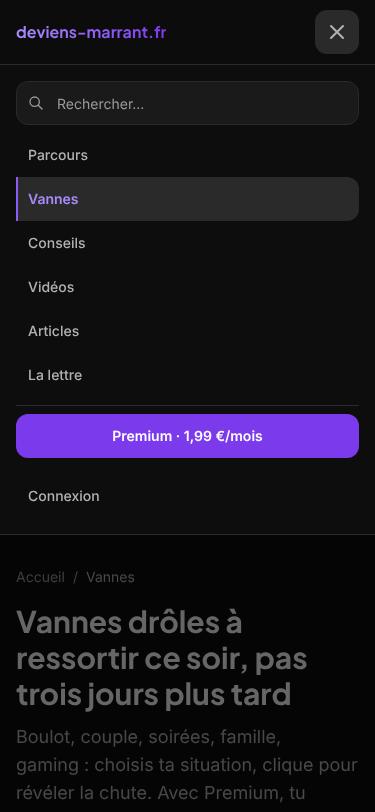 deviens-marrant.fr
Rechercher...
Parcours
Vannes
Conseils
Vidéos
Articles
La lettre
Premium · 1,99 €/mois
Connexion
Accueil / Vannes
Vannes drôles à
ressortir ce soir, pas
trois jours plus tard
Boulot, couple, soirées, famille,
gaming : choisis ta situation, clique pour
révéler la chute. Avec Premium, tu